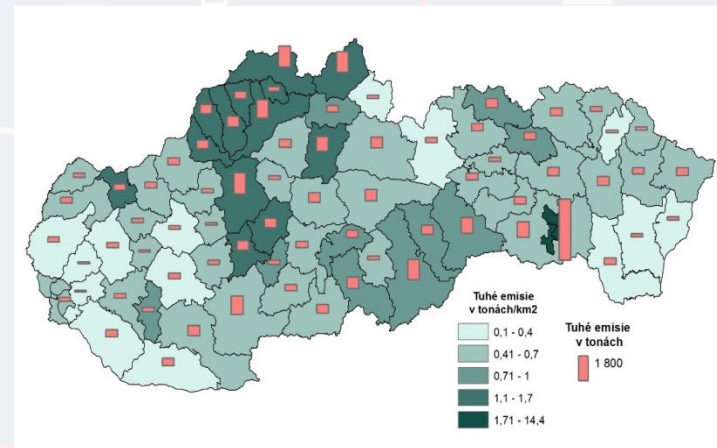 Tuhé emisie
v tonách/km2
0,1 - 0,4
0,41 - 0,7
0,71 - 1
1,1 - 1,7
1,71 - 14,4
Tuhé emisie
v tonách
1 800